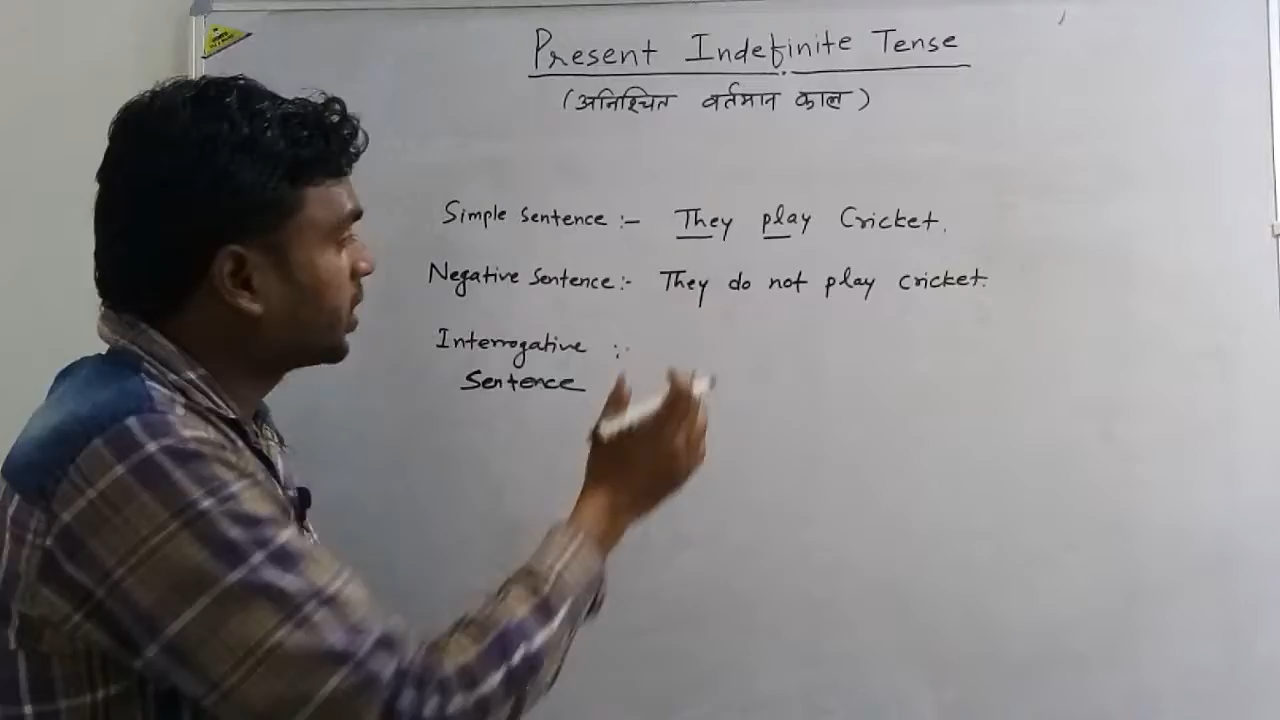 Present Indefinite Tense
(अनिश्चित वर्तमान काल)
Simple Sentence :- They play Cricket.
Negative Sentence:- They do not play cricket.
Interrogative :-
Sentence